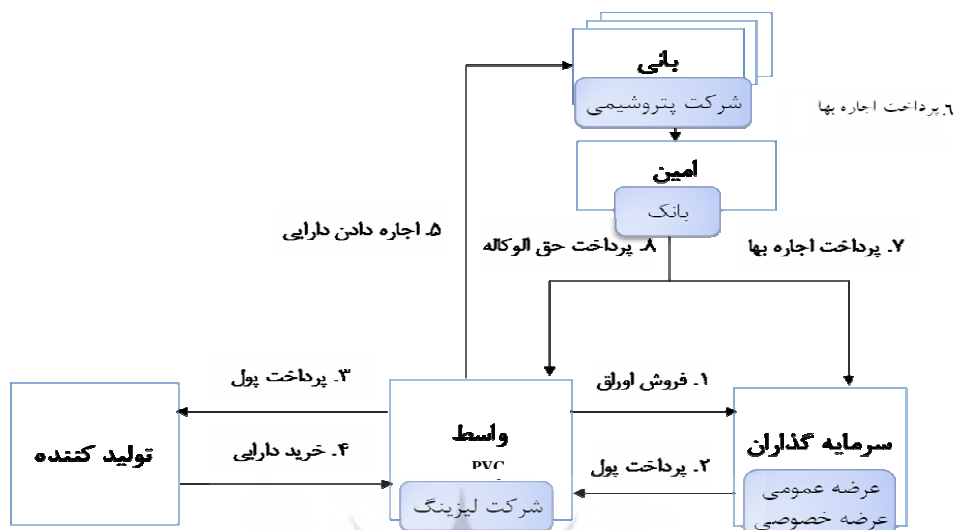 بانی
شرکت پتروشیمی
۶. پرداخت اجاره بها
امین
بانک
۵. اجاره دادن دارایی
۸. پرداخت حق الوکاله
۷. پرداخت اجاره بها
۳. پرداخت پول
۱. فروش اوراق
تولید کننده
واسط
PVC
سرمایه گذاران
۴. خرید دارایی
۲. پرداخت پول
شرکت لیزینگ
عرضه عمومی
عرضه خصوصی